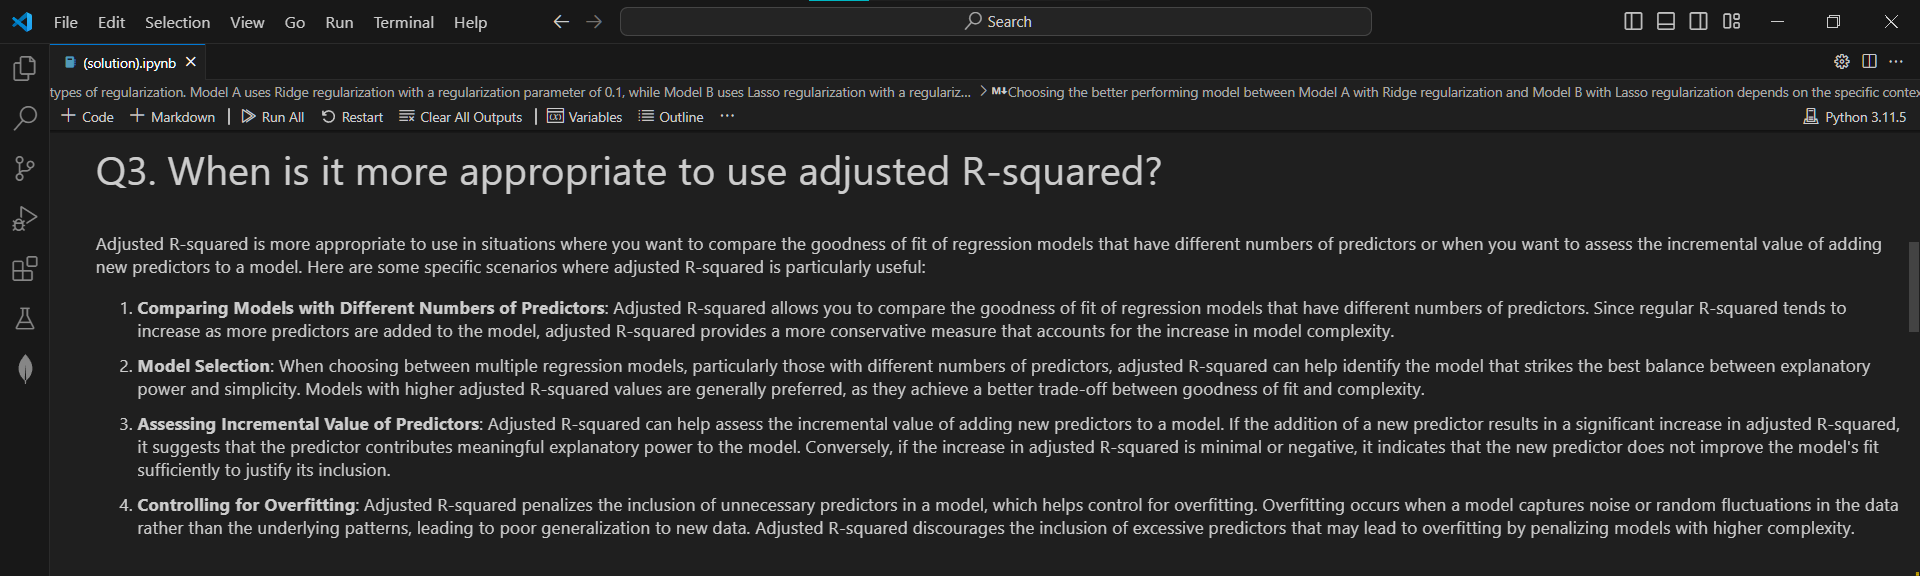 File Edit Selection View Go Run Terminal Help Search
(solution).ipynb
types of regularization. Model A uses Ridge regularization with a regularization parameter of 0.1, while Model B uses Lasso regularization with a regulariz... > M↓Choosing the better performing model between Model A with Ridge regularization and Model B with Lasso regularization depends on the specific contex
Code Markdown Run All Restart Clear All Outputs Variables Outline ... Python 3.11.5
Q3. When is it more appropriate to use adjusted R-squared?
Adjusted R-squared is more appropriate to use in situations where you want to compare the goodness of fit of regression models that have different numbers of predictors or when you want to assess the incremental value of adding
new predictors to a model. Here are some specific scenarios where adjusted R-squared is particularly useful:
1. Comparing Models with Different Numbers of Predictors: Adjusted R-squared allows you to compare the goodness of fit of regression models that have different numbers of predictors. Since regular R-squared tends to
increase as more predictors are added to the model, adjusted R-squared provides a more conservative measure that accounts for the increase in model complexity.
2. Model Selection: When choosing between multiple regression models, particularly those with different numbers of predictors, adjusted R-squared can help identify the model that strikes the best balance between explanatory
power and simplicity. Models with higher adjusted R-squared values are generally preferred, as they achieve a better trade-off between goodness of fit and complexity.
3. Assessing Incremental Value of Predictors: Adjusted R-squared can help assess the incremental value of adding new predictors to a model. If the addition of a new predictor results in a significant increase in adjusted R-squared,
it suggests that the predictor contributes meaningful explanatory power to the model. Conversely, if the increase in adjusted R-squared is minimal or negative, it indicates that the new predictor does not improve the model's fit
sufficiently to justify its inclusion.
4. Controlling for Overfitting: Adjusted R-squared penalizes the inclusion of unnecessary predictors in a model, which helps control for overfitting. Overfitting occurs when a model captures noise or random fluctuations in the data
rather than the underlying patterns, leading to poor generalization to new data. Adjusted R-squared discourages the inclusion of excessive predictors that may lead to overfitting by penalizing models with higher complexity.